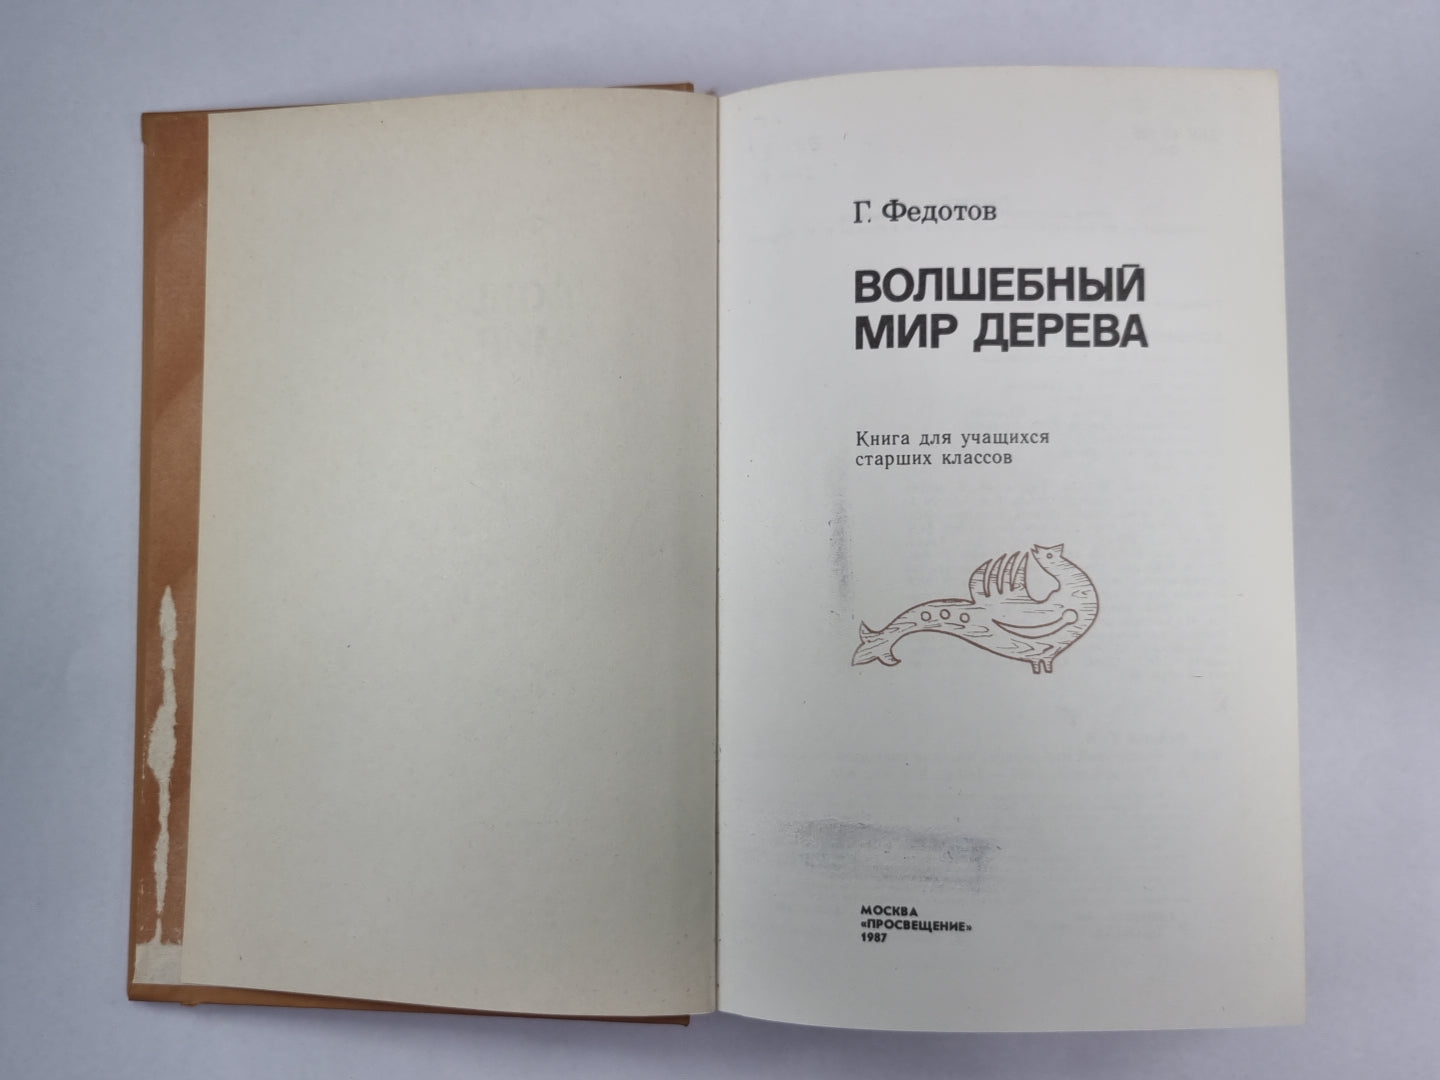 Г. Федотов
ВОЛШЕБНЫЙ
МИР ДЕРЕВА
Книга для учащихся
старших классов
МОСКВА
«ПРОСВЕЩЕНИЕ»
1987